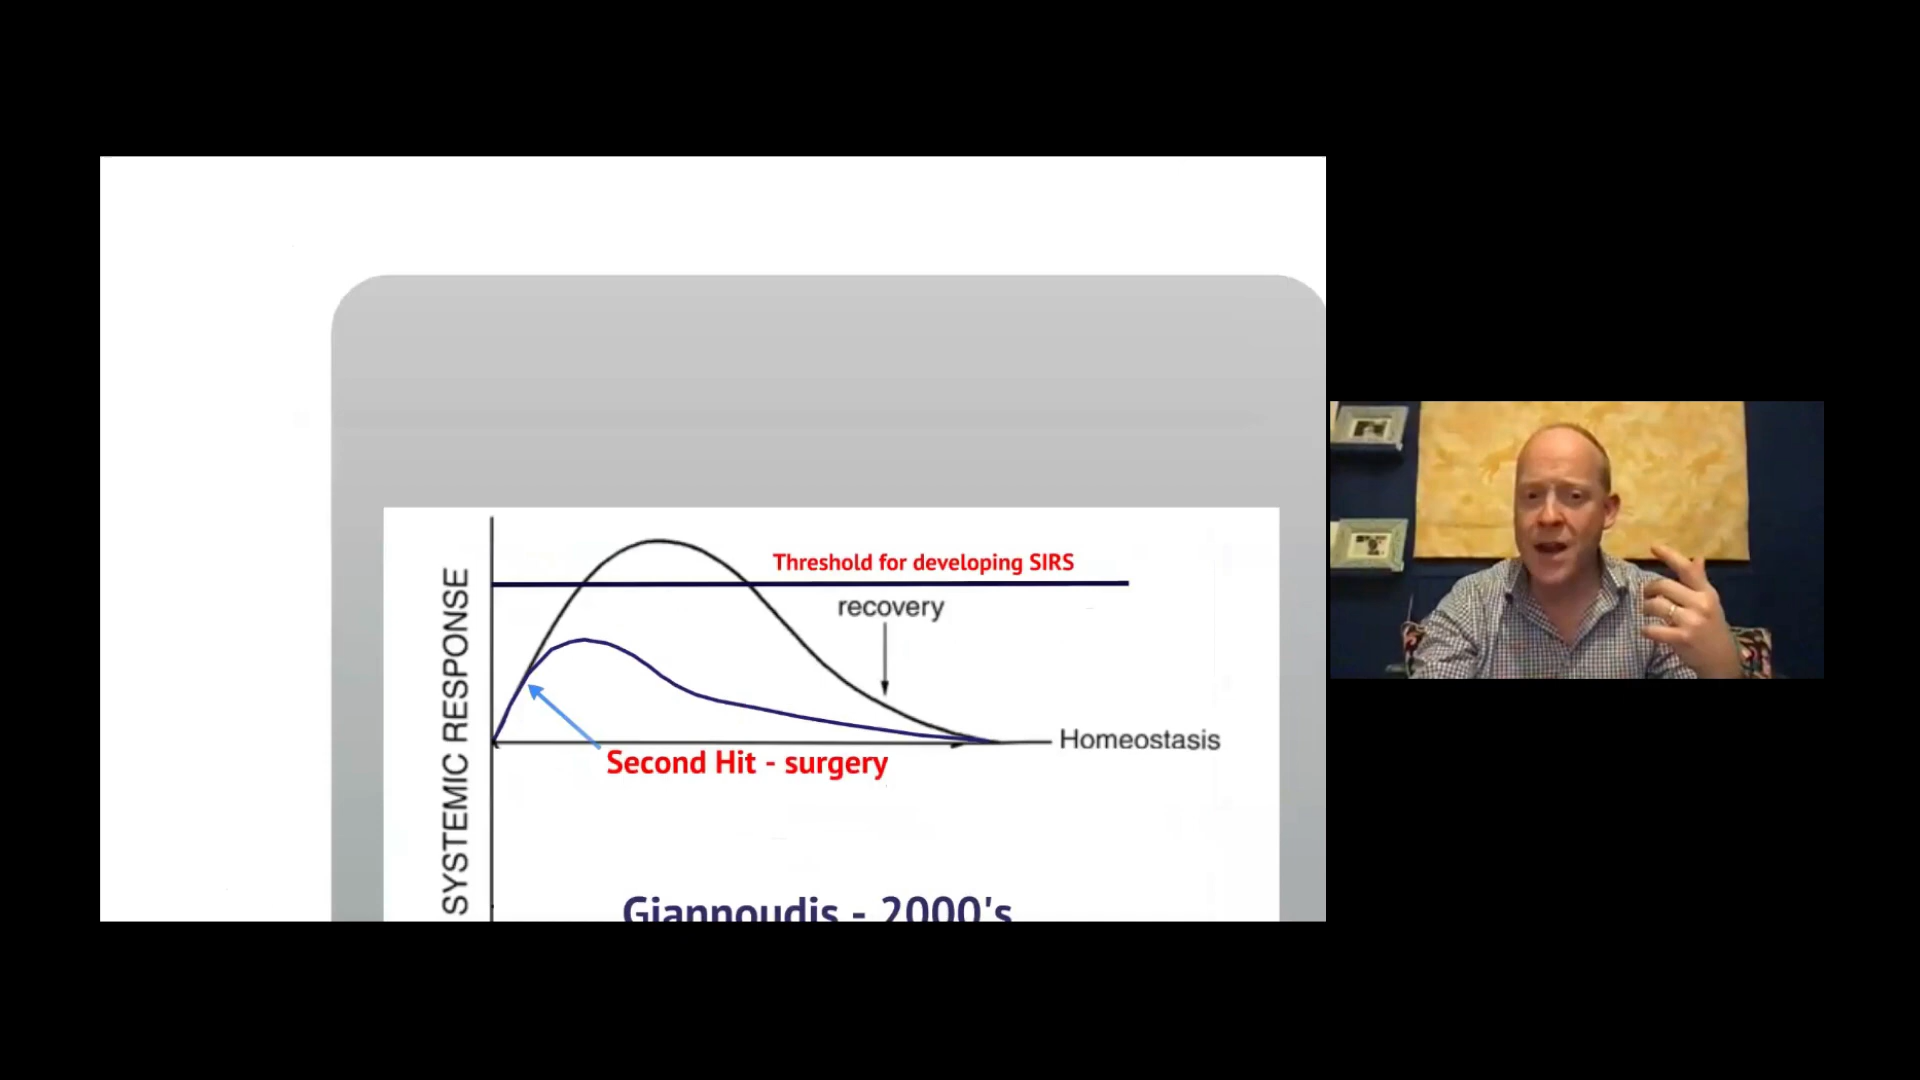 Threshold for developing SIRS
recovery
SYSTEMIC RESPONSE
Homeostasis
Second Hit - surgery
Giannoudis - 2000's